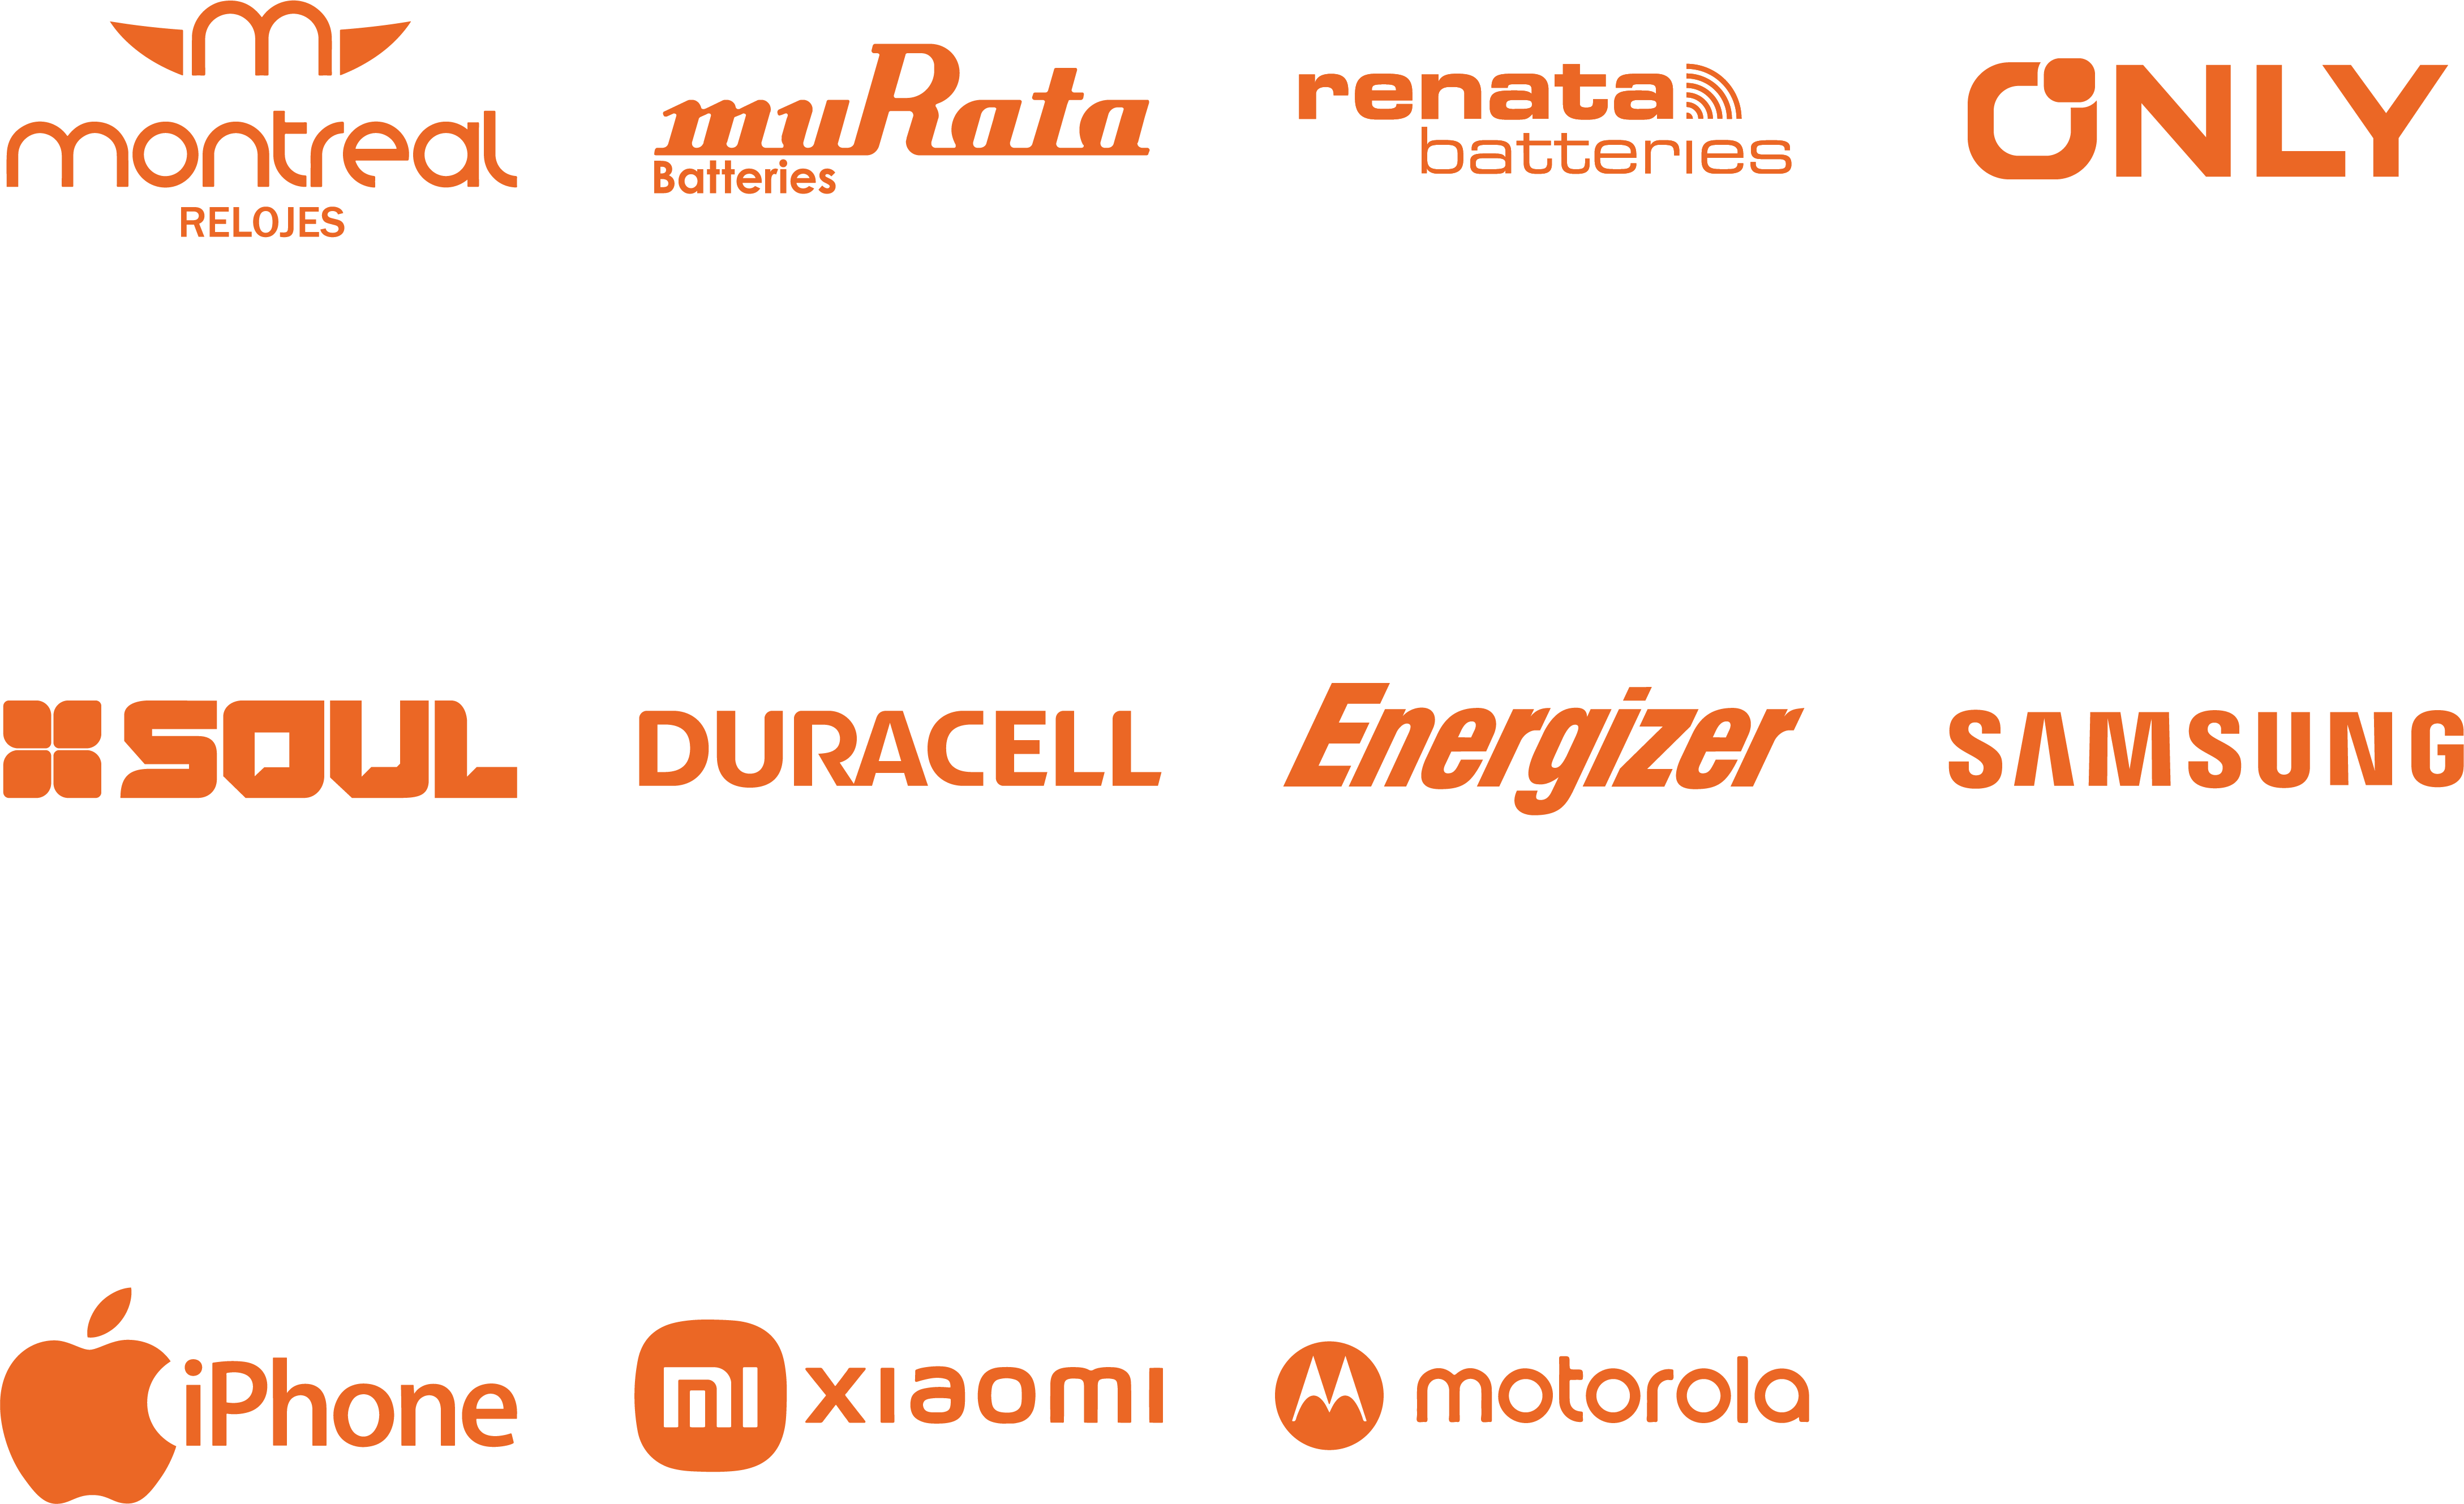 montreal
RELOJES
muRata
Batteries
renata
batteries
ONLY
SOUL
DURACELL
Energizer
SAMSUNG
iPhone
xiaomi
motorola